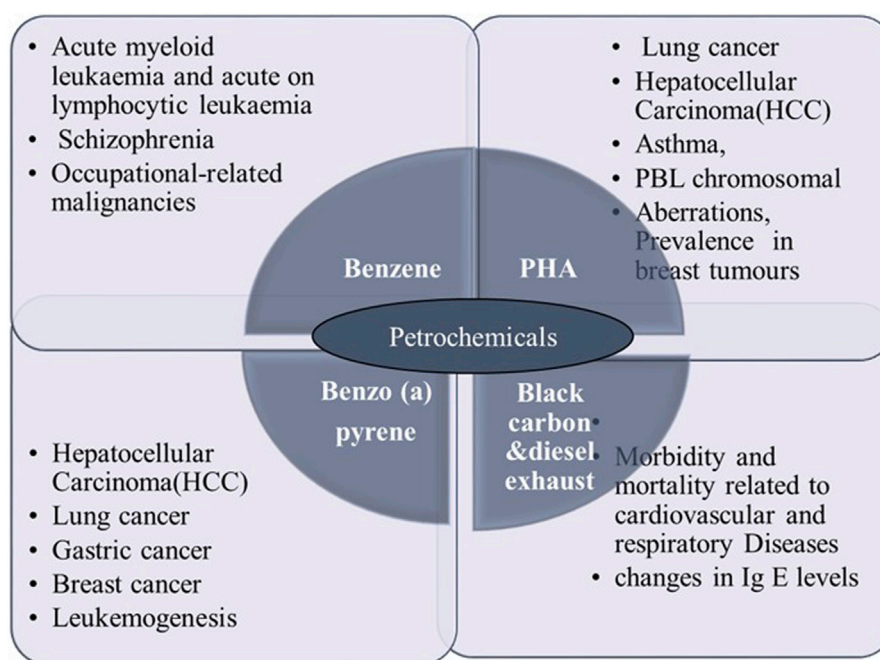 • Acute myeloid
leukaemia and acute on
lymphocytic leukaemia
• Schizophrenia
• Occupational-related
malignancies
• Lung cancer
• Hepatocellular
Carcinoma(HCC)
• Asthma,
• PBL chromosomal
• Aberrations,
Prevalence in
breast tumours
Benzene
PHA
Petrochemicals
Benzo (a)
pyrene
Black
carbon
&diesel
exhaust
• Hepatocellular
Carcinoma(HCC)
• Lung cancer
• Gastric cancer
• Breast cancer
• Leukemogenesis
•
• Morbidity and
mortality related to
cardiovascular and
respiratory Diseases
• changes in Ig E levels